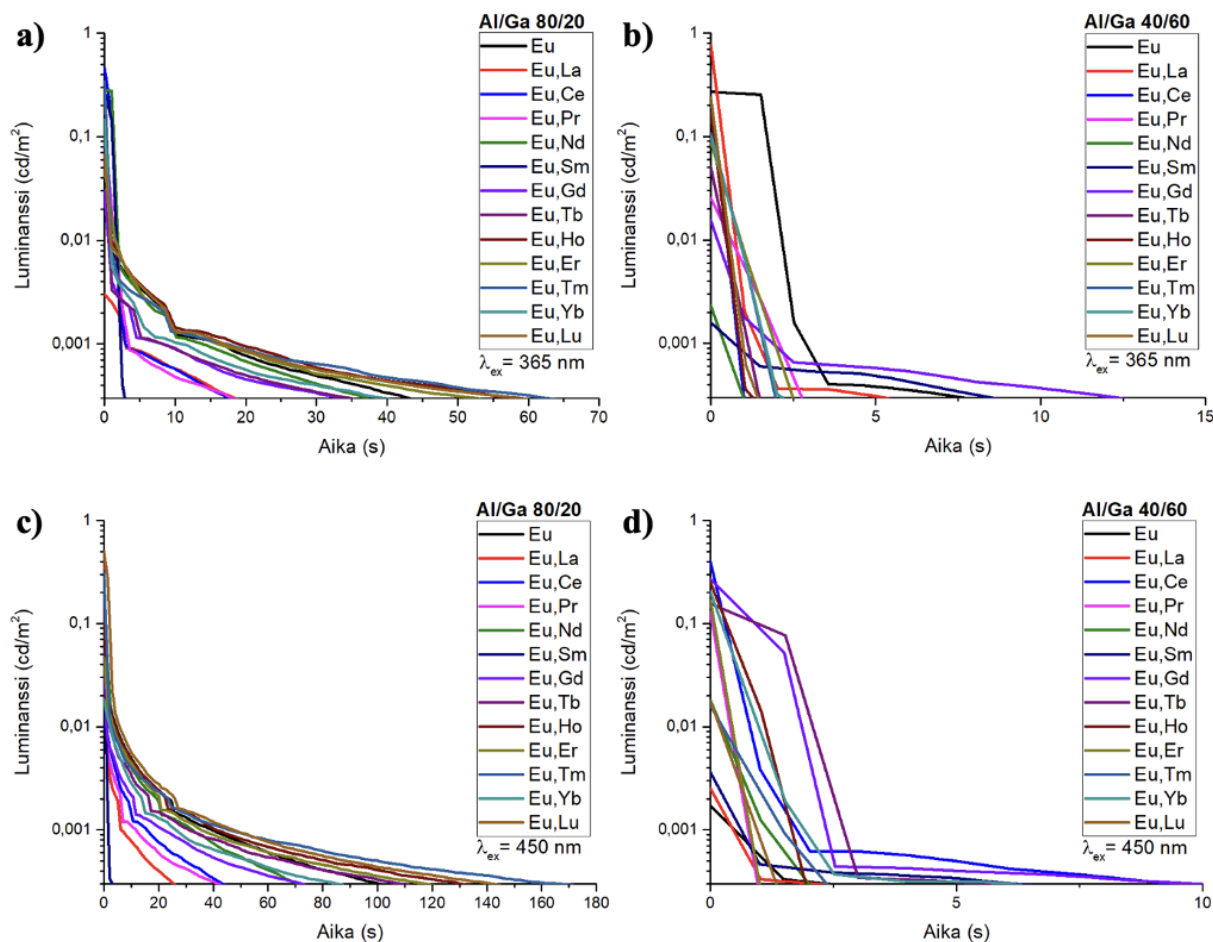 a)
Al/Ga 80/20
Luminanssi (cd/m²)
1
0,1
0,01
0,001
Eu
Eu,La
Eu,Ce
Eu,Pr
Eu,Nd
Eu,Sm
Eu,Gd
Eu,Tb
Eu,Ho
Eu,Er
Eu,Tm
Eu,Yb
Eu,Lu
λex = 365 nm
0 10 20 30 40 50 60 70
Aika (s)
b)
Al/Ga 40/60
Luminanssi (cd/m²)
1
0,1
0,01
0,001
Eu
Eu,La
Eu,Ce
Eu,Pr
Eu,Nd
Eu,Sm
Eu,Gd
Eu,Tb
Eu,Ho
Eu,Er
Eu,Tm
Eu,Yb
Eu,Lu
λex = 365 nm
0 5 10 15
Aika (s)
c)
Al/Ga 80/20
Luminanssi (cd/m²)
1
0,1
0,01
0,001
Eu
Eu,La
Eu,Ce
Eu,Pr
Eu,Nd
Eu,Sm
Eu,Gd
Eu,Tb
Eu,Ho
Eu,Er
Eu,Tm
Eu,Yb
Eu,Lu
λex = 450 nm
0 20 40 60 80 100 120 140 160 180
Aika (s)
d)
Al/Ga 40/60
Luminanssi (cd/m²)
1
0,1
0,01
0,001
Eu
Eu,La
Eu,Ce
Eu,Pr
Eu,Nd
Eu,Sm
Eu,Gd
Eu,Tb
Eu,Ho
Eu,Er
Eu,Tm
Eu,Yb
Eu,Lu
λex = 450 nm
0 5 10
Aika (s)